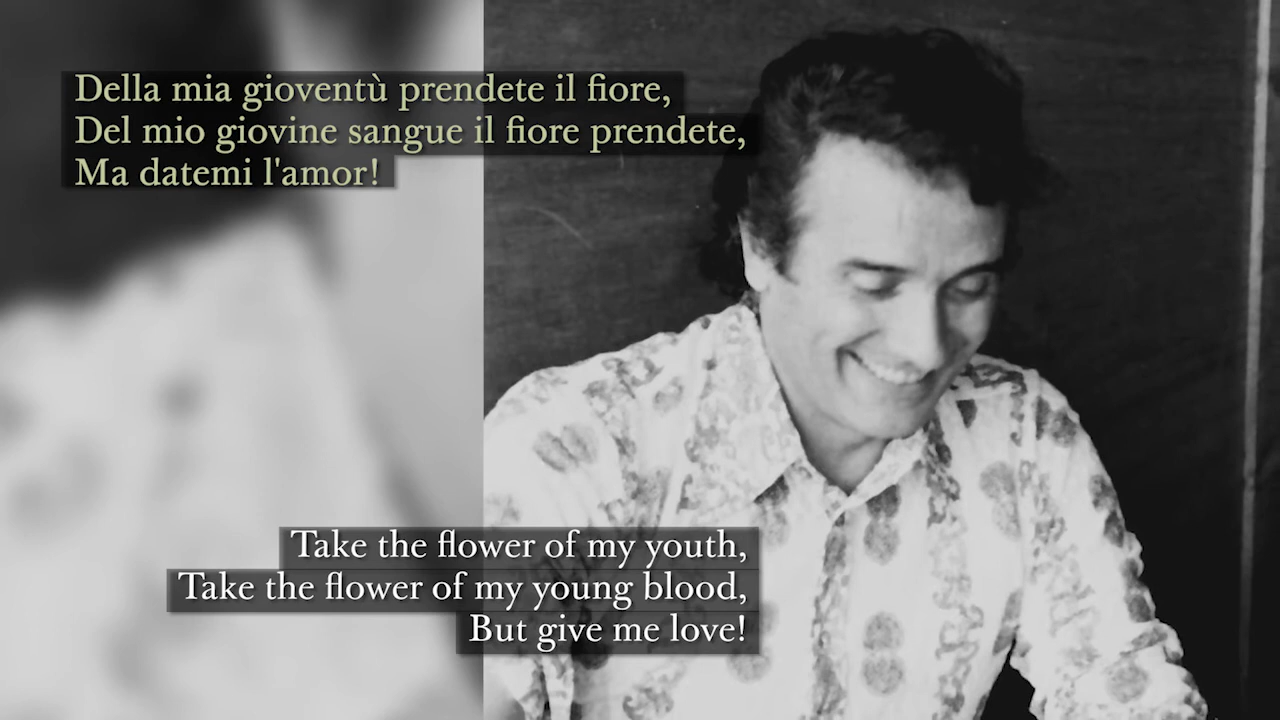 Della mia gioventù prendete il fiore,
Del mio giovine sangue il fiore prendete,
Ma datemi l'amor!
Take the flower of my youth,
Take the flower of my young blood,
But give me love!